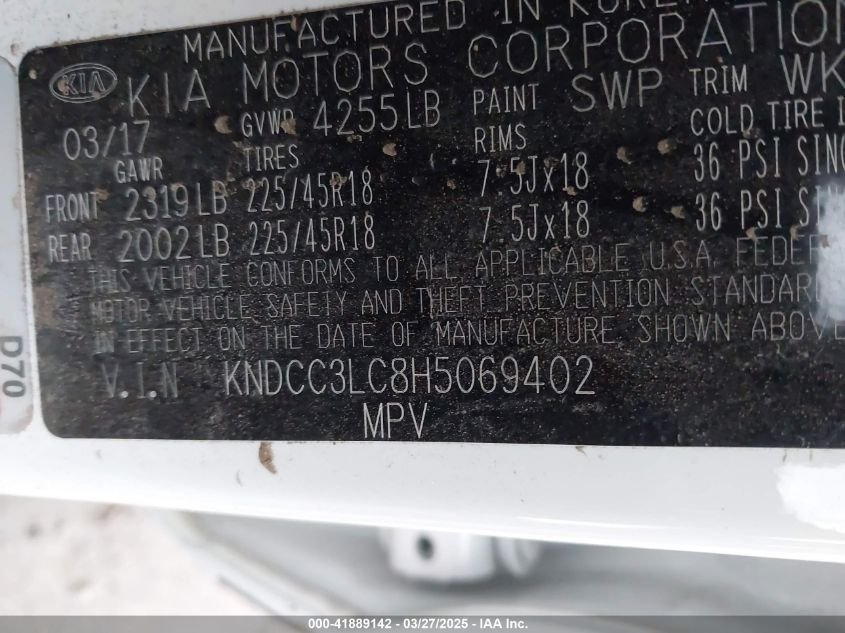 MANUFACTURED IN KOREA
KIA KIA MOTORS CORPORATION
03/17 GVWR 4255LB PAINT SWP TRIM WK
GAWR TIRES RIMS COLD TIRE
FRONT 2319LB 225/45R18 7.5Jx18 36 PSI
REAR 2002LB 225/45R18 7.5Jx18 36 PSI
THIS VEHICLE CONFORMS TO ALL APPLICABLE U.S.A. FEDER
MOTOR VEHICLE SAFETY AND THEFT PREVENTION STANDAR
IN EFFECT ON THE DATE OF MANUFACTURE SHOWN ABOVE
V.I.N KNDCC3LC8H5069402
MPV
D70
000-41889142 - 03/27/2025 - IAA Inc.